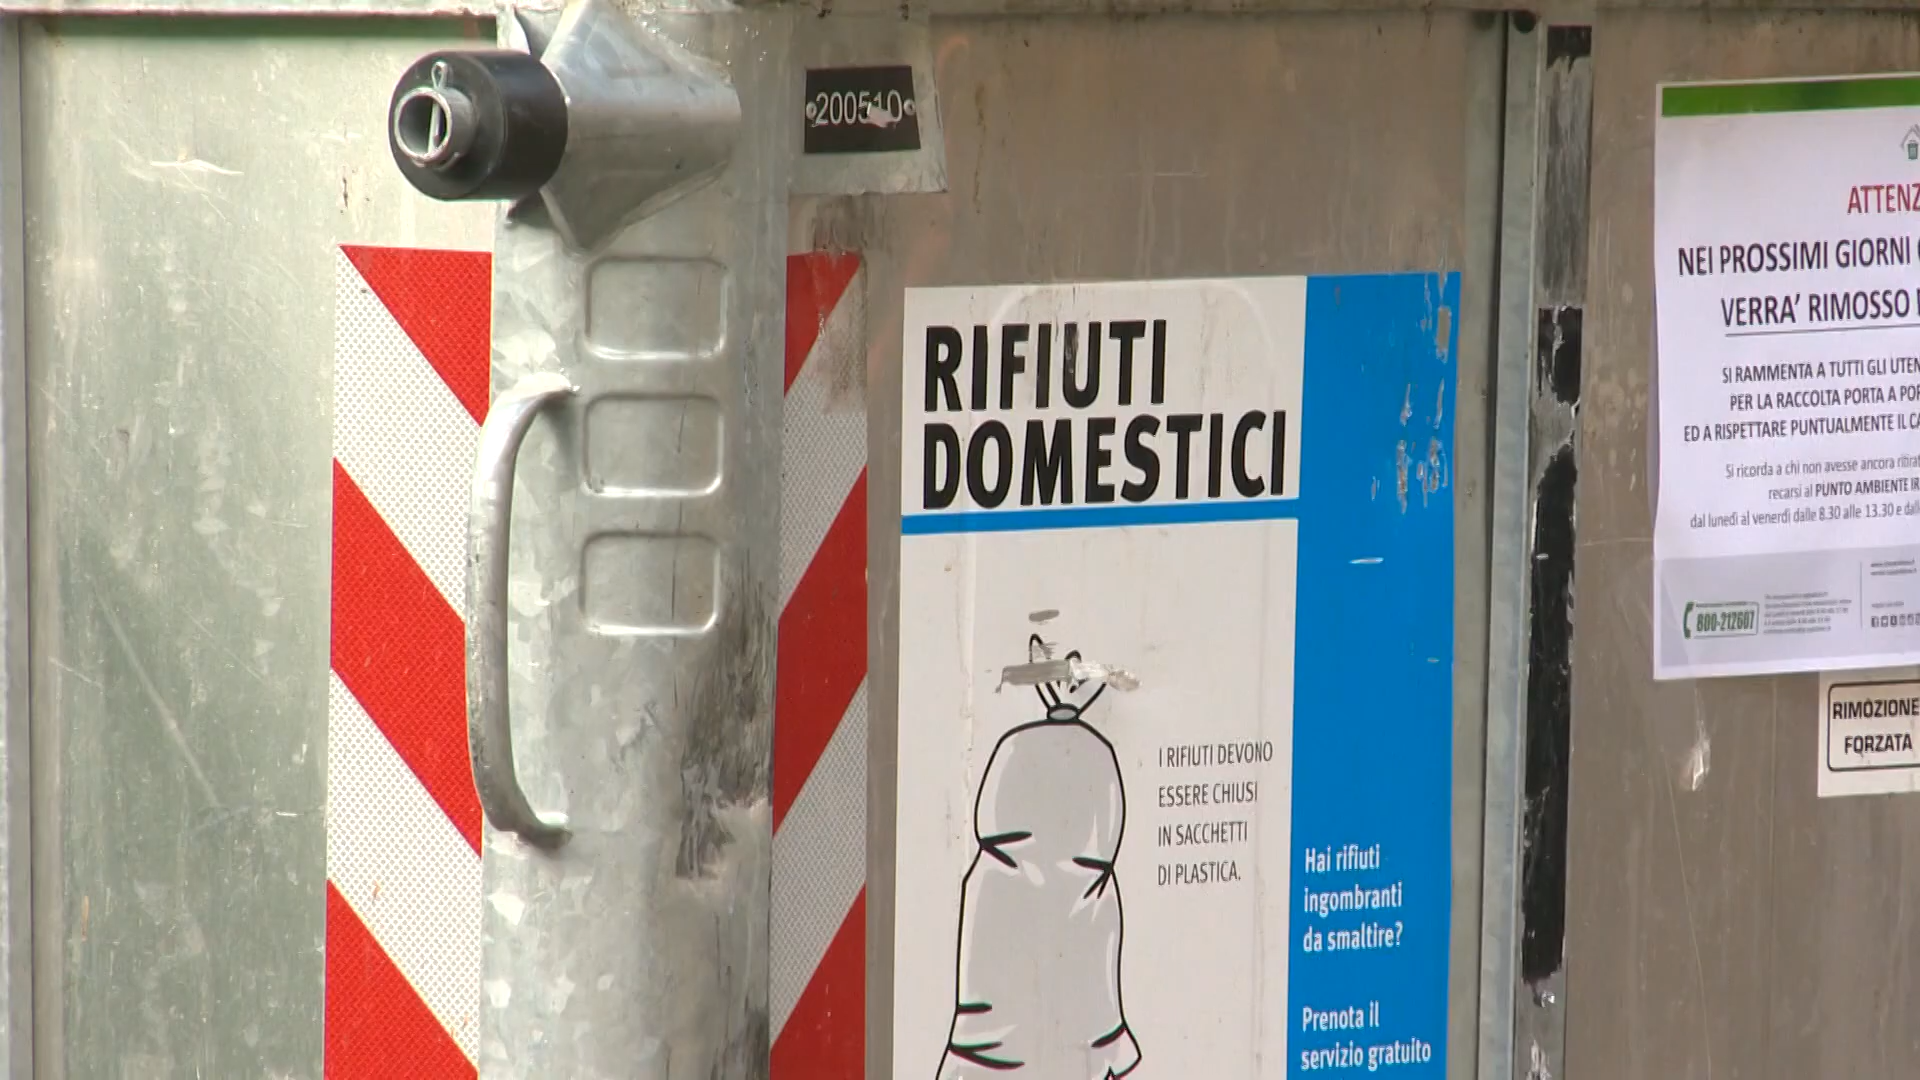 200510
RIFIUTI
DOMESTICI
I RIFIUTI DEVONO
ESSERE CHIUSI
IN SACCHETTI
DI PLASTICA.
Hai rifiuti
ingombranti
da smaltire?
Prenota il
servizio gratuito
ATTENZ
NEI PROSSIMI GIORNI
VERRA' RIMOSSO
SI RAMMENTA A TUTTI GLI UTEN
PER LA RACCOLTA PORTA A POR
ED A RISPETTARE PUNTUALMENTE IL CA
Si ricorda a chi non avesse ancora ritirat
recarsi al PUNTO AMBIENTE IR
dal lunedì al venerdì dalle 8.30 alle 13.30 e dall
800-212607
RIMOZIONE
FORZATA